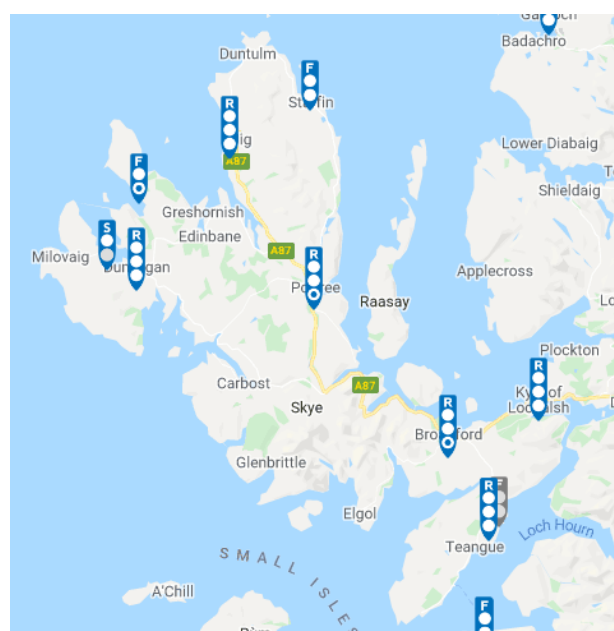 Badachro
Duntulm
F
F
R
A87
Lower Diabaig
F
Shieldaig
Greshornish
Edinbane
S
R
Milovaig
R
A87
Applecross
Raasay
Plockton
Carbost
A87
R
Skye
R
Glenbrittle
Elgol
R
F
Loch Hourn
Teangue
SMALL ISLES
A'Chill
F